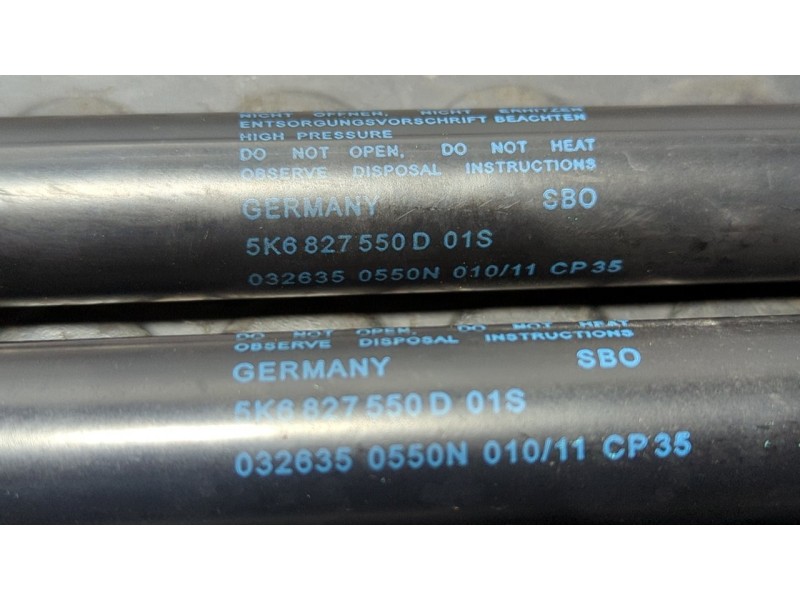 NICHT ÖFFNEN, NICHT ERHITZEN
ENTSORGUNGSVORSCHRIFT BEACHTEN
HIGH PRESSURE
DO NOT OPEN, DO NOT HEAT
OBSERVE DISPOSAL INSTRUCTIONS
GERMANY SBO
5K6 827 550 D 01S
032635 0550N 010/11 CP35
DO NOT OPEN, DO NOT HEAT
OBSERVE DISPOSAL INSTRUCTIONS
GERMANY SBO
5K6 827 550 D 01S
032635 0550N 010/11 CP35